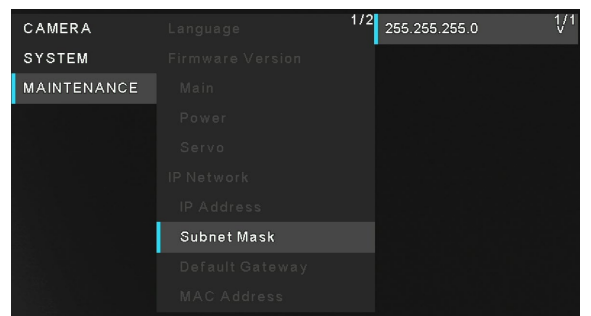 CAMERA
SYSTEM
MAINTENANCE
Language
1/2
Firmware Version
Main
Power
Servo
IP Network
IP Address
Subnet Mask
Default Gateway
MAC Address
255.255.255.0
1/1
v